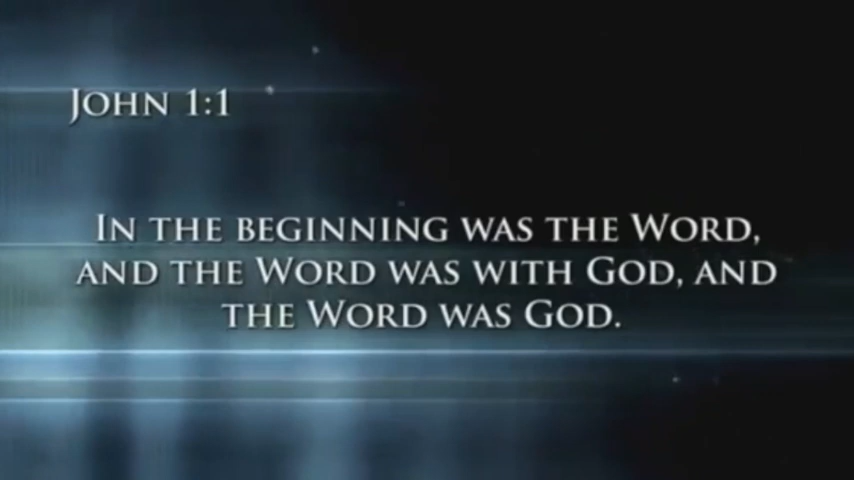 John 1:1
In the beginning was the Word,
and the Word was with God, and
the Word was God.